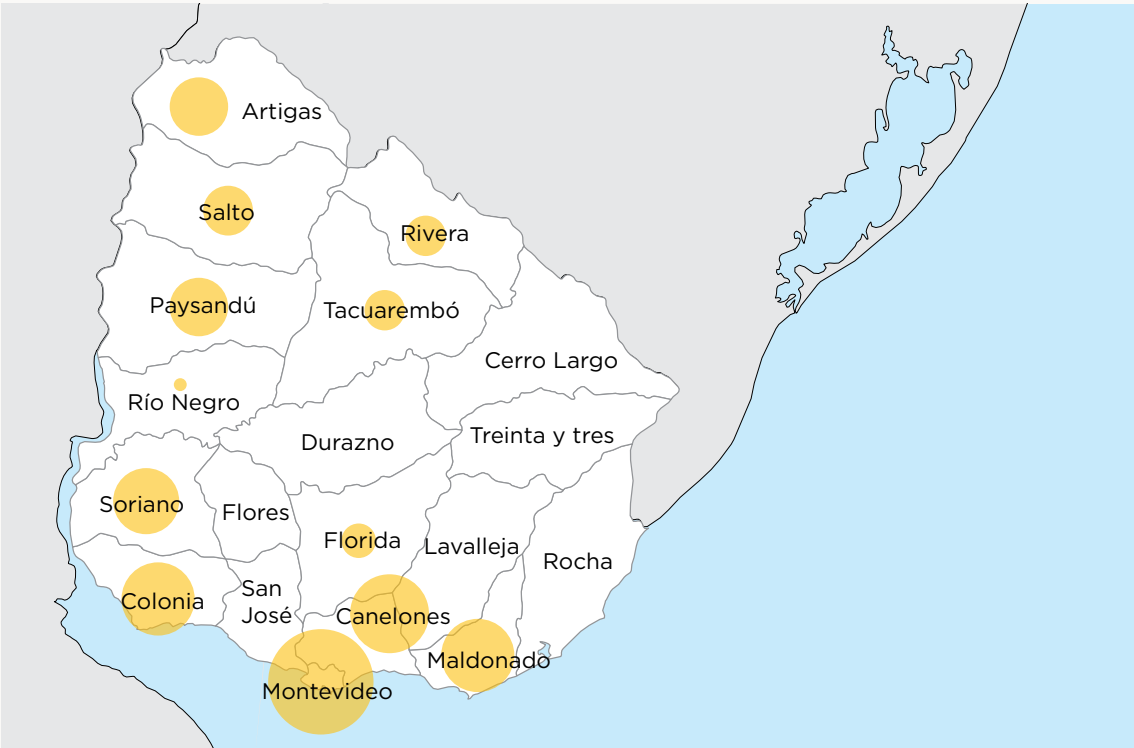 Artigas
Salto
Rivera
Paysandú
Tacuarembó
Cerro Largo
Río Negro
Durazno
Treinta y tres
Soriano
Flores
Florida
Lavalleja
Rocha
Colonia
San
José
Canelones
Maldonado
Montevideo